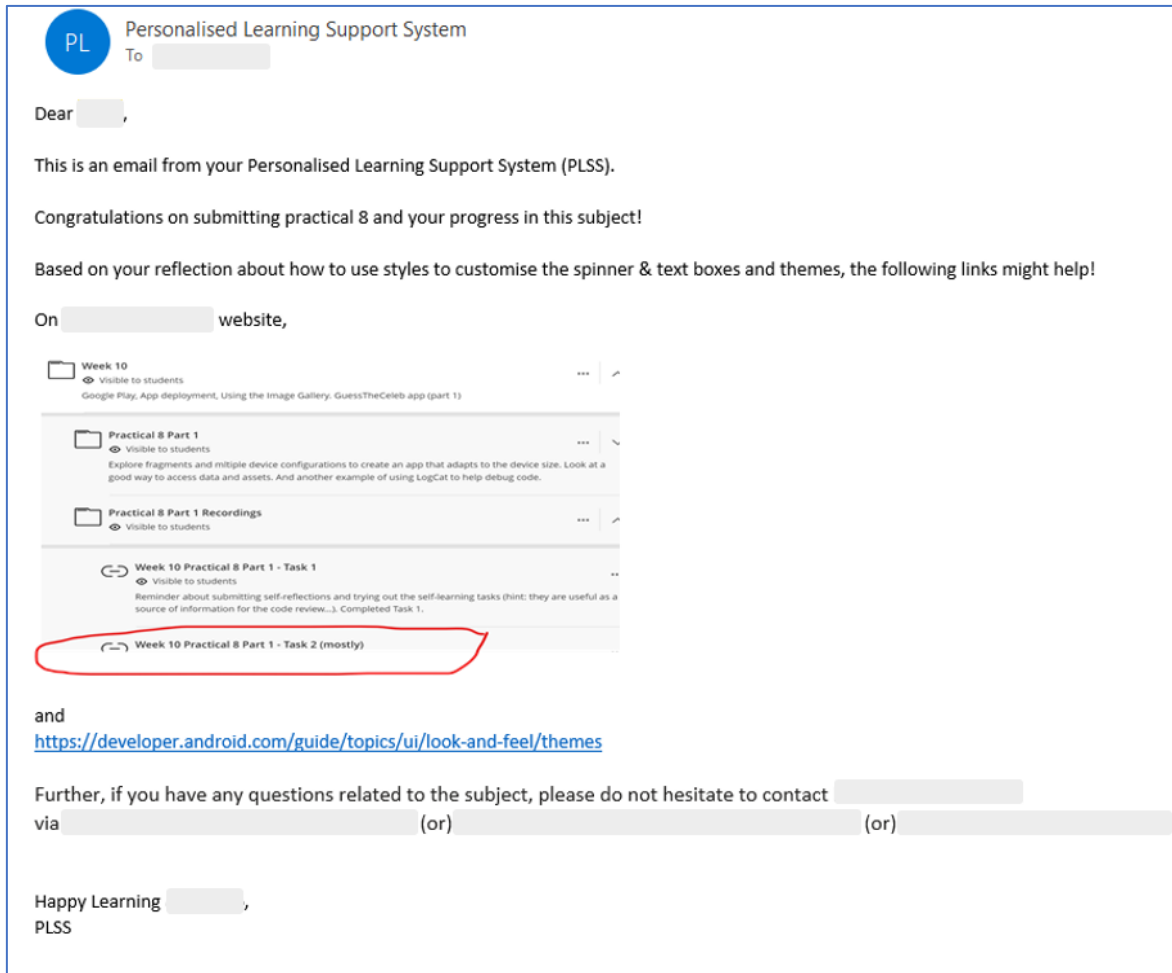 PL
Personalised Learning Support System
To
Dear ,
This is an email from your Personalised Learning Support System (PLSS).
Congratulations on submitting practical 8 and your progress in this subject!
Based on your reflection about how to use styles to customise the spinner & text boxes and themes, the following links might help!
On website,
Week 10
Visible to students
Google Play, App deployment, Using the Image Gallery. GuessTheCeleb app (part 1)
Practical 8 Part 1
Visible to students
Explore fragments and mltiple device configurations to create an app that adapts to the device size. Look at a
good way to access data and assets. And another example of using LogCat to help debug code.
Practical 8 Part 1 Recordings
Visible to students
Week 10 Practical 8 Part 1 - Task 1
Visible to students
Reminder about submitting self-reflections and trying out the self-learning tasks (hint: they are useful as a
source of information for the code review...). Completed Task 1.
Week 10 Practical 8 Part 1 - Task 2 (mostly)
and
https://developer.android.com/guide/topics/ui/look-and-feel/themes
Further, if you have any questions related to the subject, please do not hesitate to contact
via (or) (or)
Happy Learning ,
PLSS